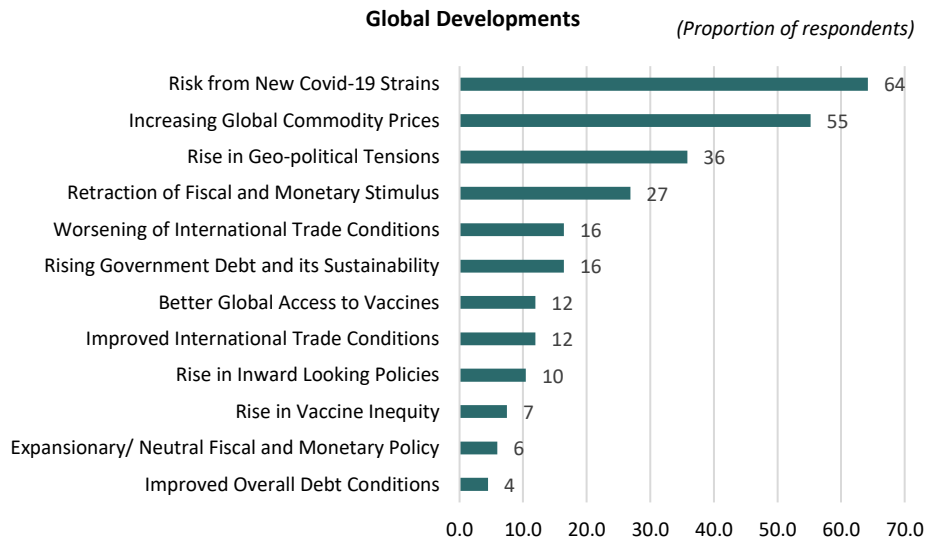 Global Developments
(Proportion of respondents)
Risk from New Covid-19 Strains 64
Increasing Global Commodity Prices 55
Rise in Geo-political Tensions 36
Retraction of Fiscal and Monetary Stimulus 27
Worsening of International Trade Conditions 16
Rising Government Debt and its Sustainability 16
Better Global Access to Vaccines 12
Improved International Trade Conditions 12
Rise in Inward Looking Policies 10
Rise in Vaccine Inequity 7
Expansionary/ Neutral Fiscal and Monetary Policy 6
Improved Overall Debt Conditions 4
0.0 10.0 20.0 30.0 40.0 50.0 60.0 70.0